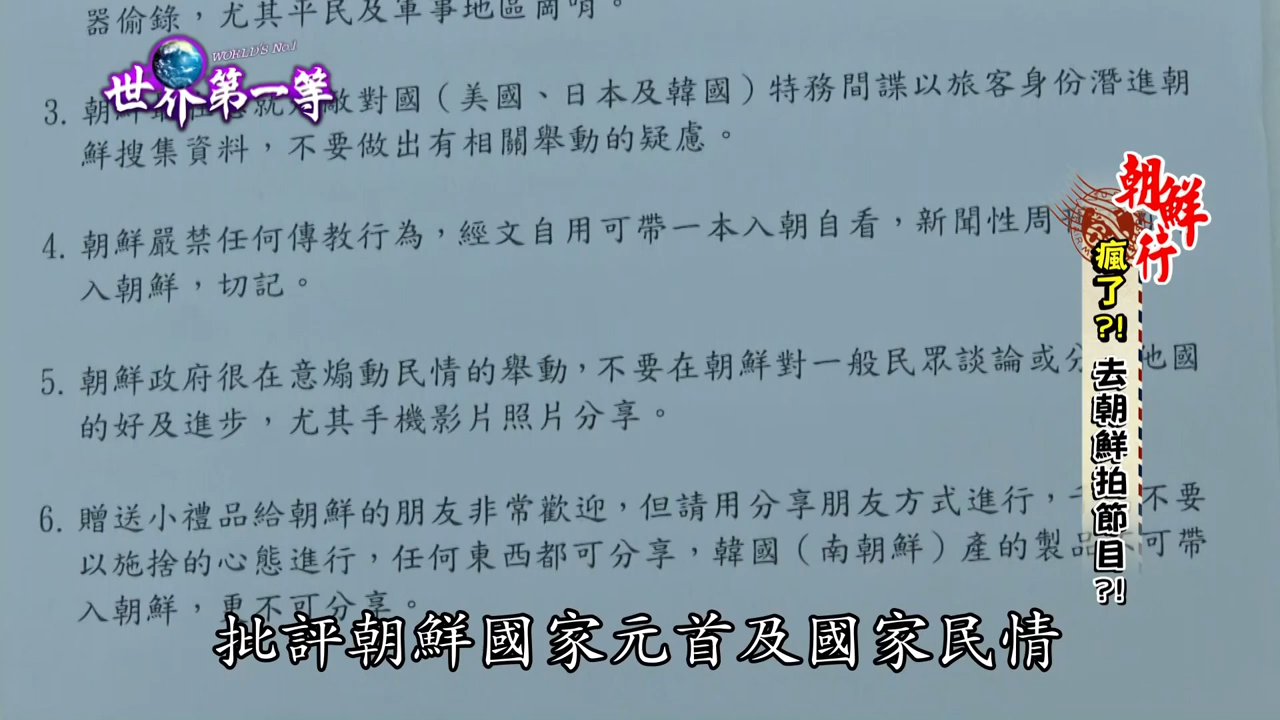 器偷錄，尤其平民及軍事地區崗哨。
WORLD'S No.1
世界第一等
3. 朝鮮最在意就是敵對國（美國、日本及韓國）特務間諜以旅客身份潛進朝
鮮搜集資料，不要做出有相關舉動的疑慮。
4. 朝鮮嚴禁任何傳教行為，經文自用可帶一本入朝自看，新聞性周
入朝鮮，切記。
5. 朝鮮政府很在意煽動民情的舉動，不要在朝鮮對一般民眾談論或分 他國
的好及進步，尤其手機影片照片分享。
6. 贈送小禮品給朝鮮的朋友非常歡迎，但請用分享朋友方式進行，千 不要
以施捨的心態進行，任何東西都可分享，韓國（南朝鮮）產的製品 可帶
入朝鮮，更不可分享。
朝鮮行
瘋了?! 去朝鮮拍節目?!
批評朝鮮國家元首及國家民情